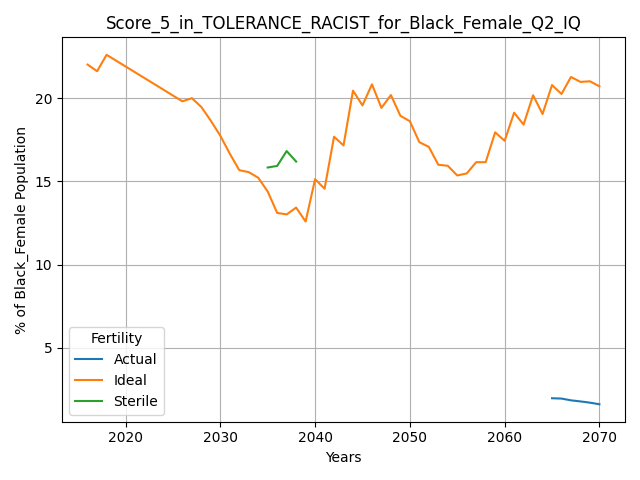 Score_5_in_TOLERANCE_RACIST_for_Black_Female_Q2_IQ
% of Black_Female Population
20
15
10
5
Fertility
Actual
Ideal
Sterile
2020
2030
2040
2050
2060
2070
Years